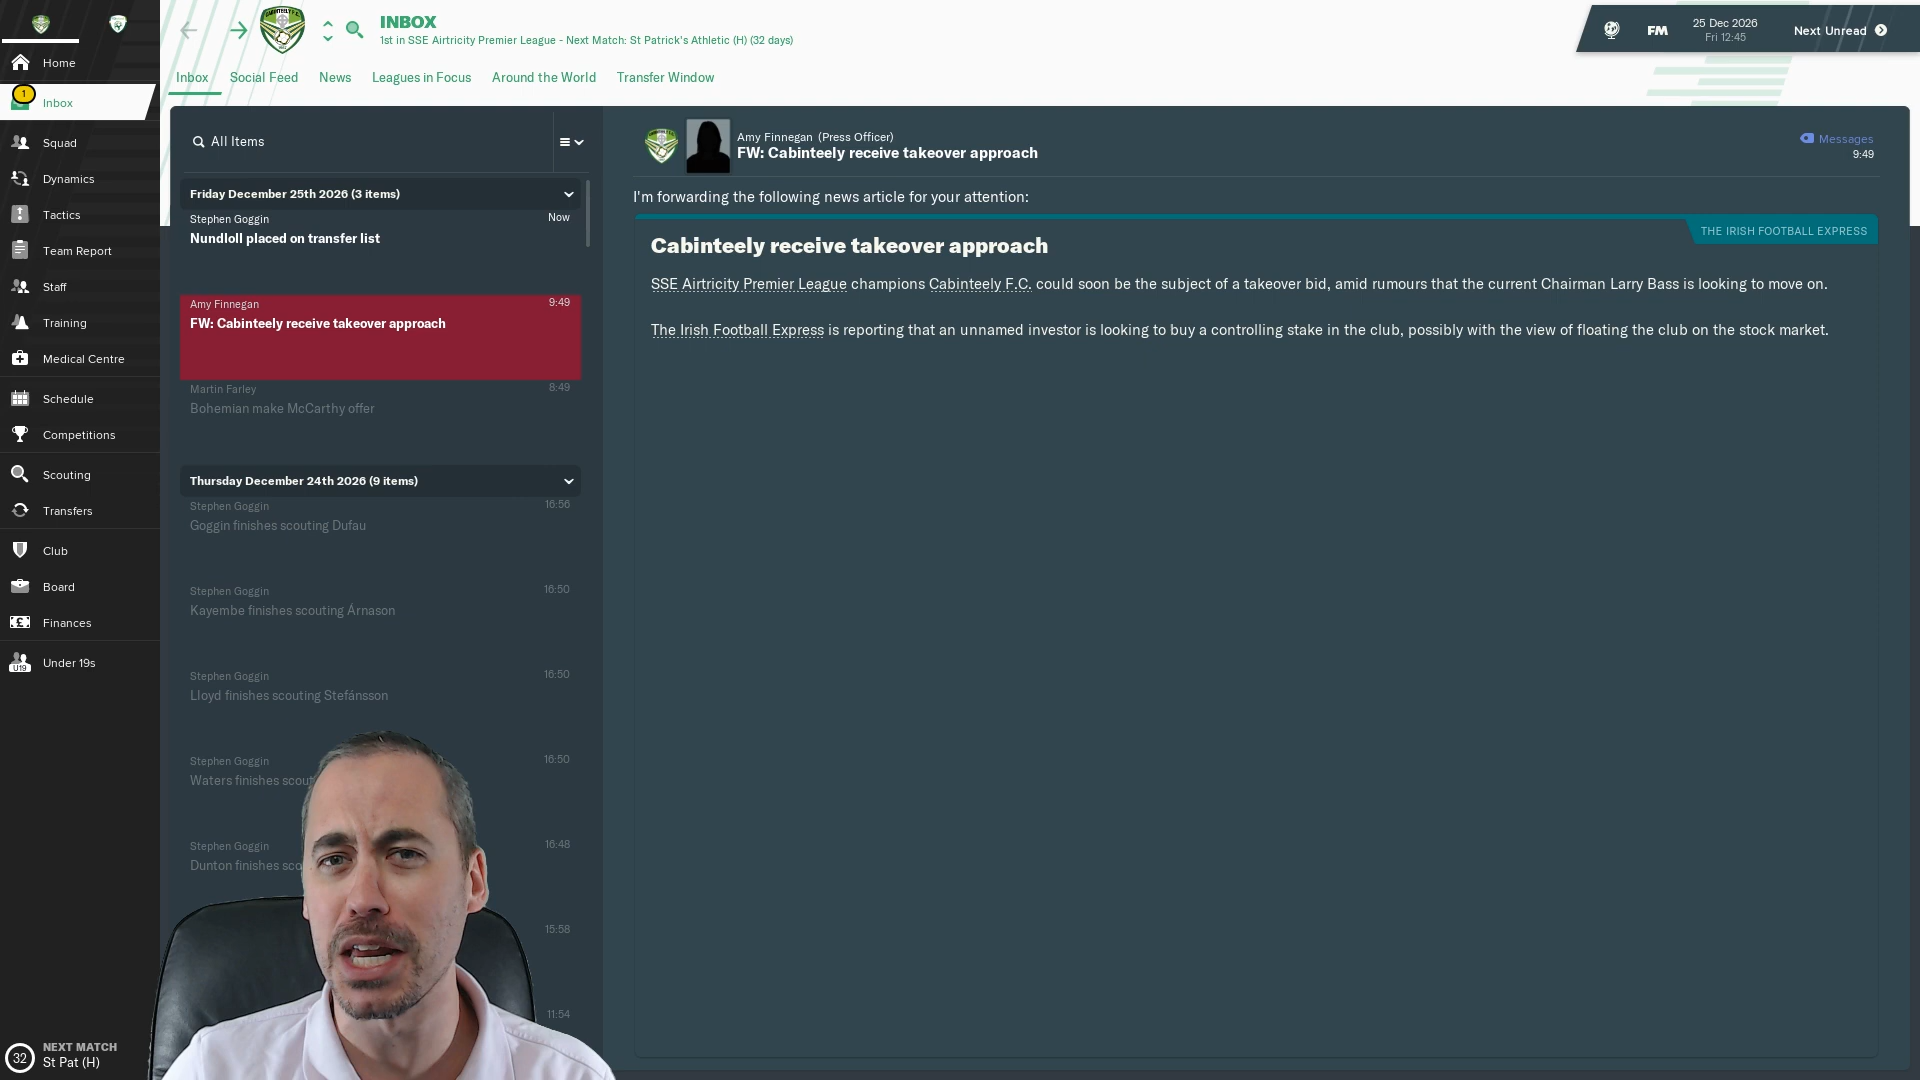 INBOX
1st in SSE Airtricity Premier League - Next Match: St Patrick's Athletic (H) (32 days)
FM
25 Dec 2026
Fri 12:45
Next Unread
Inbox
Social Feed
News
Leagues in Focus
Around the World
Transfer Window
Home
1
Inbox
Squad
Dynamics
Tactics
Team Report
Staff
Training
Medical Centre
Schedule
Competitions
Scouting
Transfers
Club
Board
Finances
U19
Under 19s
32
NEXT MATCH
St Pat (H)
All Items
Friday December 25th 2026 (3 items)
Stephen Goggin
Now
Nundloll placed on transfer list
Amy Finnegan
9:49
FW: Cabinteely receive takeover approach
Martin Farley
8:49
Bohemian make McCarthy offer
Thursday December 24th 2026 (9 items)
Stephen Goggin
16:56
Goggin finishes scouting Dufau
Stephen Goggin
16:50
Kayembe finishes scouting Árnason
Stephen Goggin
16:50
Lloyd finishes scouting Stefánsson
Stephen Goggin
16:50
Waters finishes
Stephen Goggin
16:48
Dunton finishes
15:58
11:54
Amy Finnegan (Press Officer)
FW: Cabinteely receive takeover approach
Messages
9:49
I'm forwarding the following news article for your attention:
THE IRISH FOOTBALL EXPRESS
Cabinteely receive takeover approach
SSE Airtricity Premier League champions Cabinteely F.C. could soon be the subject of a takeover bid, amid rumours that the current Chairman Larry Bass is looking to move on.
The Irish Football Express is reporting that an unnamed investor is looking to buy a controlling stake in the club, possibly with the view of floating the club on the stock market.